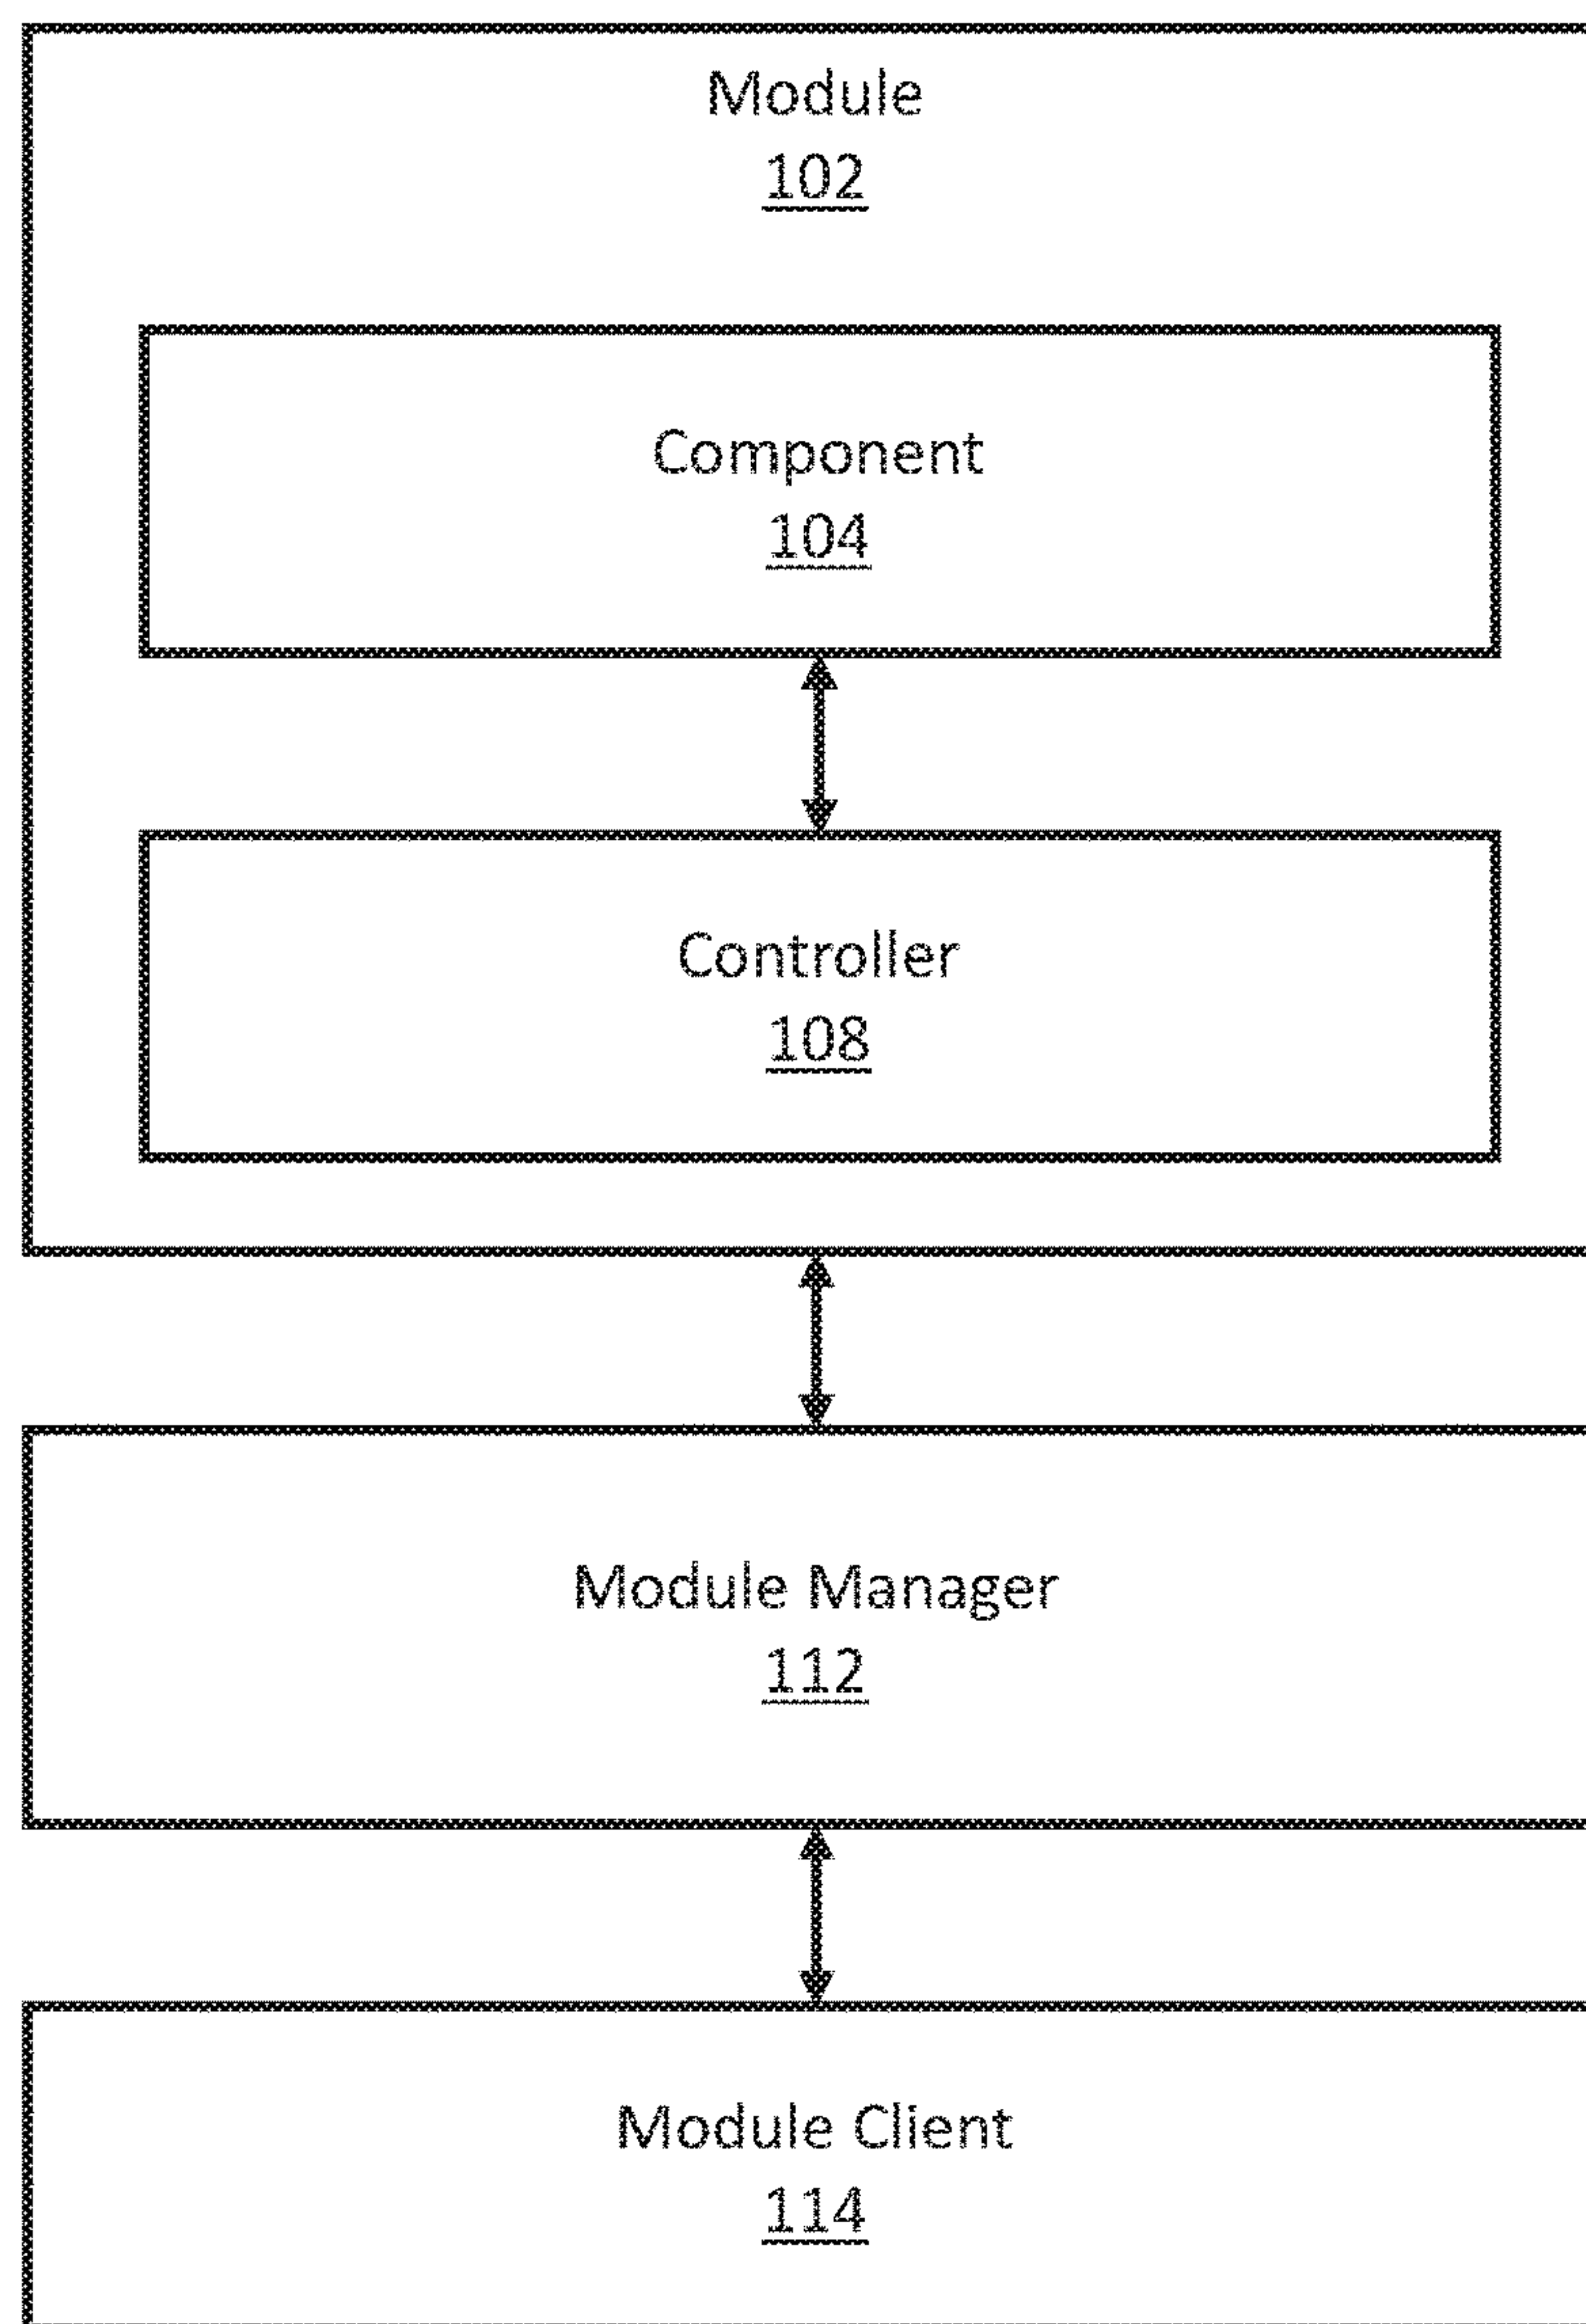 Module
102
Component
104
Controller
108
Module Manager
112
Module Client
114